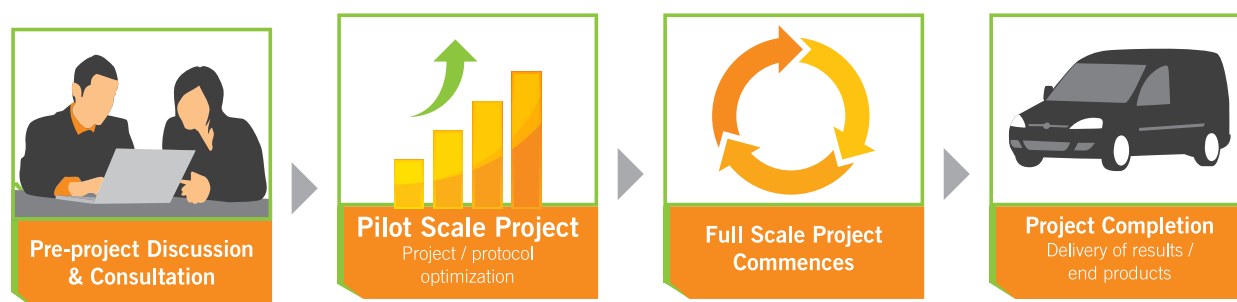 Pre-project Discussion
& Consultation
Pilot Scale Project
Project / protocol
optimization
Full Scale Project
Commences
Project Completion
Delivery of results /
end products